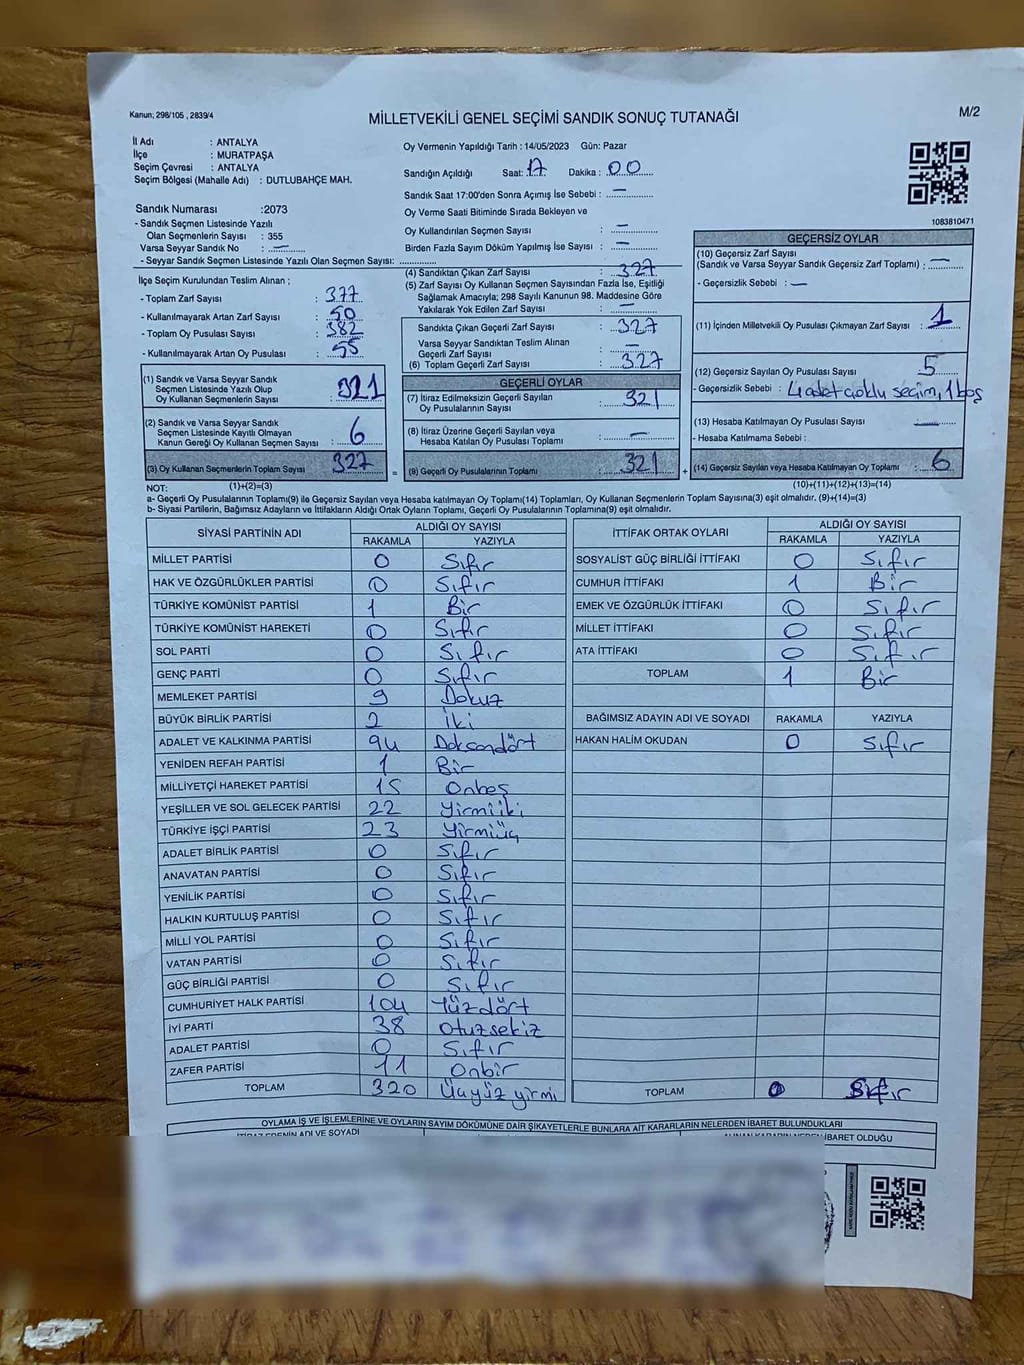 Kanun; 298/105 , 2839/4
MİLLETVEKİLİ GENEL SEÇİMİ SANDIK SONUÇ TUTANAĞI
M/2
İl Adı : ANTALYA
İlçe : MURATPAŞA
Seçim Çevresi : ANTALYA
Seçim Bölgesi (Mahalle Adı) : DUTLUBAHÇE MAH.
Sandık Numarası :2073
- Sandık Seçmen Listesinde Yazılı
Olan Seçmenlerin Sayısı : 355
Varsa Seyyar Sandık No : —
- Seyyar Sandık Seçmen Listesinde Yazılı Olan Seçmen Sayısı:
Oy Vermenin Yapıldığı Tarih : 14/05/2023 Gün: Pazar
Sandığın Açıldığı Saat: 17 Dakika : 00
Sandık Saat 17:00'den Sonra Açımış İse Sebebi : —
Oy Verme Saati Bitiminde Sırada Bekleyen ve
Oy Kullandırılan Seçmen Sayısı : —
Birden Fazla Sayım Döküm Yapılmış İse Sayısı : —
1083810471
İlçe Seçim Kurulundan Teslim Alınan ;
- Toplam Zarf Sayısı : 377
- Kullanılmayarak Artan Zarf Sayısı : 50
- Toplam Oy Pusulası Sayısı : 382
- Kullanılmayarak Artan Oy Pusulası : 55
(1) Sandık ve Varsa Seyyar Sandık
Seçmen Listesinde Yazılı Olup
Oy Kullanan Seçmenlerin Sayısı : 321
(2) Sandık ve Varsa Seyyar Sandık
Seçmen Listesinde Kayitli Olmayan
Kanun Gereği Oy Kullanan Seçmen Sayısı : 6
(3) Oy Kullanan Seçmenlerin Toplam Sayısı : 327
(1)+(2)=(3)
(4) Sandıktan Çıkan Zarf Sayısı : 327
(5) Zarf Sayısı Oy Kullanan Seçmen Sayısından Fazla İse, Eşitliği
Sağlamak Amacıyla; 298 Sayılı Kanunun 98. Maddesine Göre
Yakılarak Yok Edilen Zarf Sayısı : —
Sandıkta Çıkan Geçerli Zarf Sayısı : 327
Varsa Seyyar Sandıktan Teslim Alınan
Geçerli Zarf Sayısı : —
(6) Toplam Geçerli Zarf Sayısı : 327
GEÇERLİ OYLAR
(7) İtiraz Edilmeksizin Geçerli Sayılan
Oy Pusulalarının Sayısı : 321
(8) İtiraz Üzerine Geçerli Sayılan veya
Hesaba Katılan Oy Pusulası Toplamı : —
= (9) Geçerli Oy Pusulalarının Toplamı : 321 +
GEÇERSİZ OYLAR
(10) Geçersiz Zarf Sayısı
(Sandık ve Varsa Seyyar Sandık Geçersiz Zarf Toplamı) : —
- Geçersizlik Sebebi : —
(11) İçinden Milletvekili Oy Pusulası Çikmayan Zarf Sayısı : 1
(12) Geçersiz Sayılan Oy Pusulası Sayısı : 5
- Geçersizlik Sebebi : 4 adet çoklu seçim, 1 boş
(13) Hesaba Katılmayan Oy Pusulası Sayısı : —
- Hesaba Katılmama Sebebi :
(14) Geçersiz Sayılan veya Hesaba Katılmayan Oy Toplamı : 6
(10)+(11)+(12)+(13)=(14)
NOT:
a- Geçerli Oy Pusulalarının Toplamı(9) ile Geçersiz Sayılan veya Hesaba katılmayan Oy Toplamı(14) Toplamları, Oy Kullanan Seçmenlerin Toplam Sayısına(3) eşit olmalıdır. (9)+(14)=(3)
b- Siyasi Partilerin, Bağımsız Adayların ve İttifakların Aldığı Ortak Oyların Toplamı, Geçerli Oy Pusulalarının Toplamına(9) eşit olmalıdır.
SİYASİ PARTİNİN ADI ALDIĞI OY SAYISI
RAKAMLA YAZIYLA
MİLLET PARTİSİ 0 Sıfır
HAK VE ÖZGÜRLÜKLER PARTİSİ 0 Sıfır
TÜRKİYE KOMÜNİST PARTİSİ 1 Bir
TÜRKİYE KOMÜNİST HAREKETİ 0 Sıfır
SOL PARTİ 0 Sıfır
GENÇ PARTİ 0 Sıfır
MEMLEKET PARTİSİ 9 Dokuz
BÜYÜK BİRLİK PARTİSİ 2 İki
ADALET VE KALKINMA PARTİSİ 94 Doksandört
YENİDEN REFAH PARTİSİ 1 Bir
MİLLİYETÇİ HAREKET PARTİSİ 15 Onbeş
YEŞİLLER VE SOL GELECEK PARTİSİ 22 Yirmiiki
TÜRKİYE İŞÇİ PARTİSİ 23 Yirmiüç
ADALET BİRLİK PARTİSİ 0 Sıfır
ANAVATAN PARTİSİ 0 Sıfır
YENİLİK PARTİSİ 0 Sıfır
HALKIN KURTULUŞ PARTİSİ 0 Sıfır
MİLLİ YOL PARTİSİ 0 Sıfır
VATAN PARTİSİ 0 Sıfır
GÜÇ BİRLİĞİ PARTİSİ 0 Sıfır
CUMHURİYET HALK PARTİSİ 104 Yüzdört
İYİ PARTİ 38 Otuzsekiz
ADALET PARTİSİ 0 Sıfır
ZAFER PARTİSİ 11 Onbir
TOPLAM 320 Üçyüz yirmi
İTTİFAK ORTAK OYLARI ALDIĞI OY SAYISI
RAKAMLA YAZIYLA
SOSYALİST GÜÇ BİRLİĞİ İTTİFAKI 0 Sıfır
CUMHUR İTTİFAKI 1 Bir
EMEK VE ÖZGÜRLÜK İTTİFAKI 0 Sıfır
MİLLET İTTİFAKI 0 Sıfır
ATA İTTİFAKI 0 Sıfır
TOPLAM 1 Bir
BAĞIMSIZ ADAYIN ADI VE SOYADI RAKAMLA YAZIYLA
HAKAN HALİM OKUDAN 0 Sıfır
TOPLAM 0 Sıfır
OYLAMA İŞ VE İŞLEMLERİNE VE OYLARIN SAYIM DÖKÜMÜNE DAİR ŞİKAYETLERLE BUNLARA AİT KARARLARIN NELERDEN İBARET BULUNDUKLARI
İTİRAZ EDENİN ADI VE SOYADI
İBARET OLDUĞU